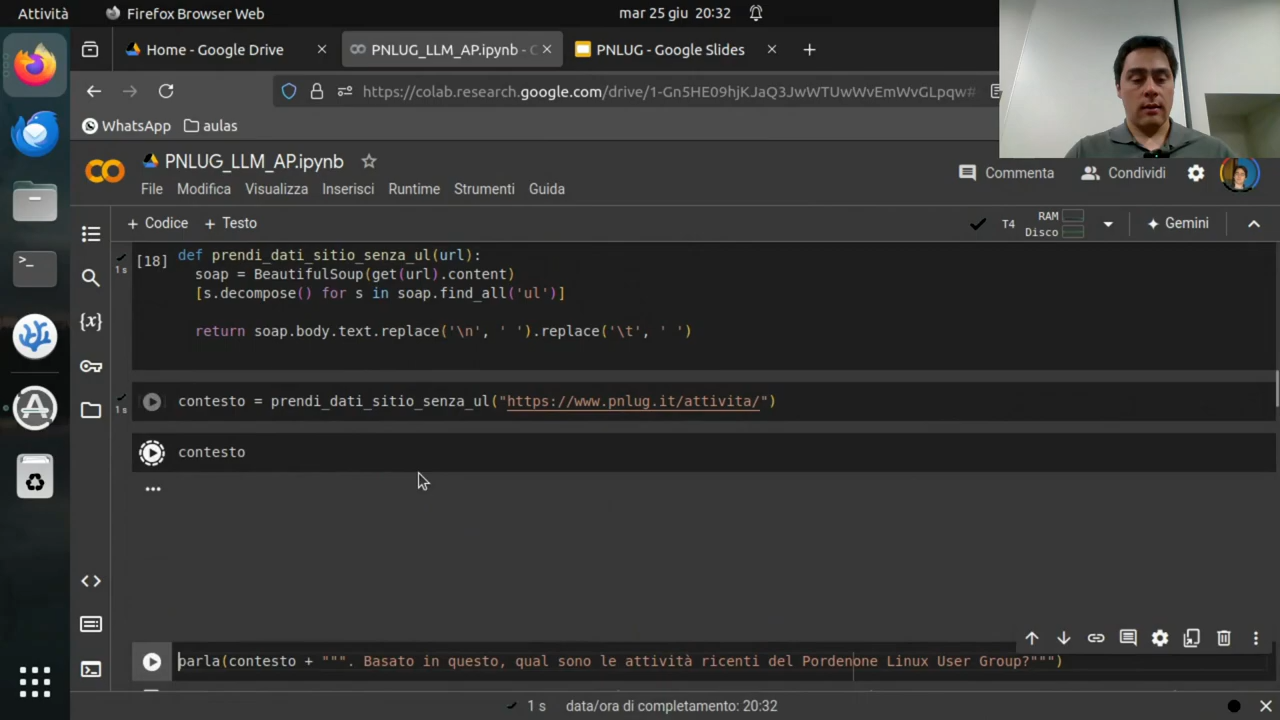 Attività
Firefox Browser Web
mar 25 giu 20:32
Home - Google Drive
PNLUG_LLM_AP.ipynb -
PNLUG - Google Slides
https://colab.research.google.com/drive/1-Gn5HE09hjKJaQ3JwWTUwWvEmWvGLpqw#
WhatsApp
aulas
PNLUG_LLM_AP.ipynb
Commenta
Condividi
File Modifica Visualizza Inserisci Runtime Strumenti Guida
+ Codice + Testo
T4
RAM
Disco
Gemini
[18] def prendi_dati_sitio_senza_ul(url):
1s
soap = BeautifulSoup(get(url).content)
[s.decompose() for s in soap.find_all('ul')]
return soap.body.text.replace('\n', ' ').replace('\t', ' ')
contesto = prendi_dati_sitio_senza_ul("https://www.pnlug.it/attivita/")
1s
contesto
...
parla(contesto + """. Basato in questo, qual sono le attività ricenti del Pordenone Linux User Group?""")
1 s data/ora di completamento: 20:32